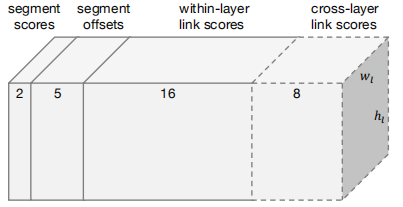 segment segment within-layer cross-layer
scores offsets link scores link scores
2 5 16 8
w_l
h_l